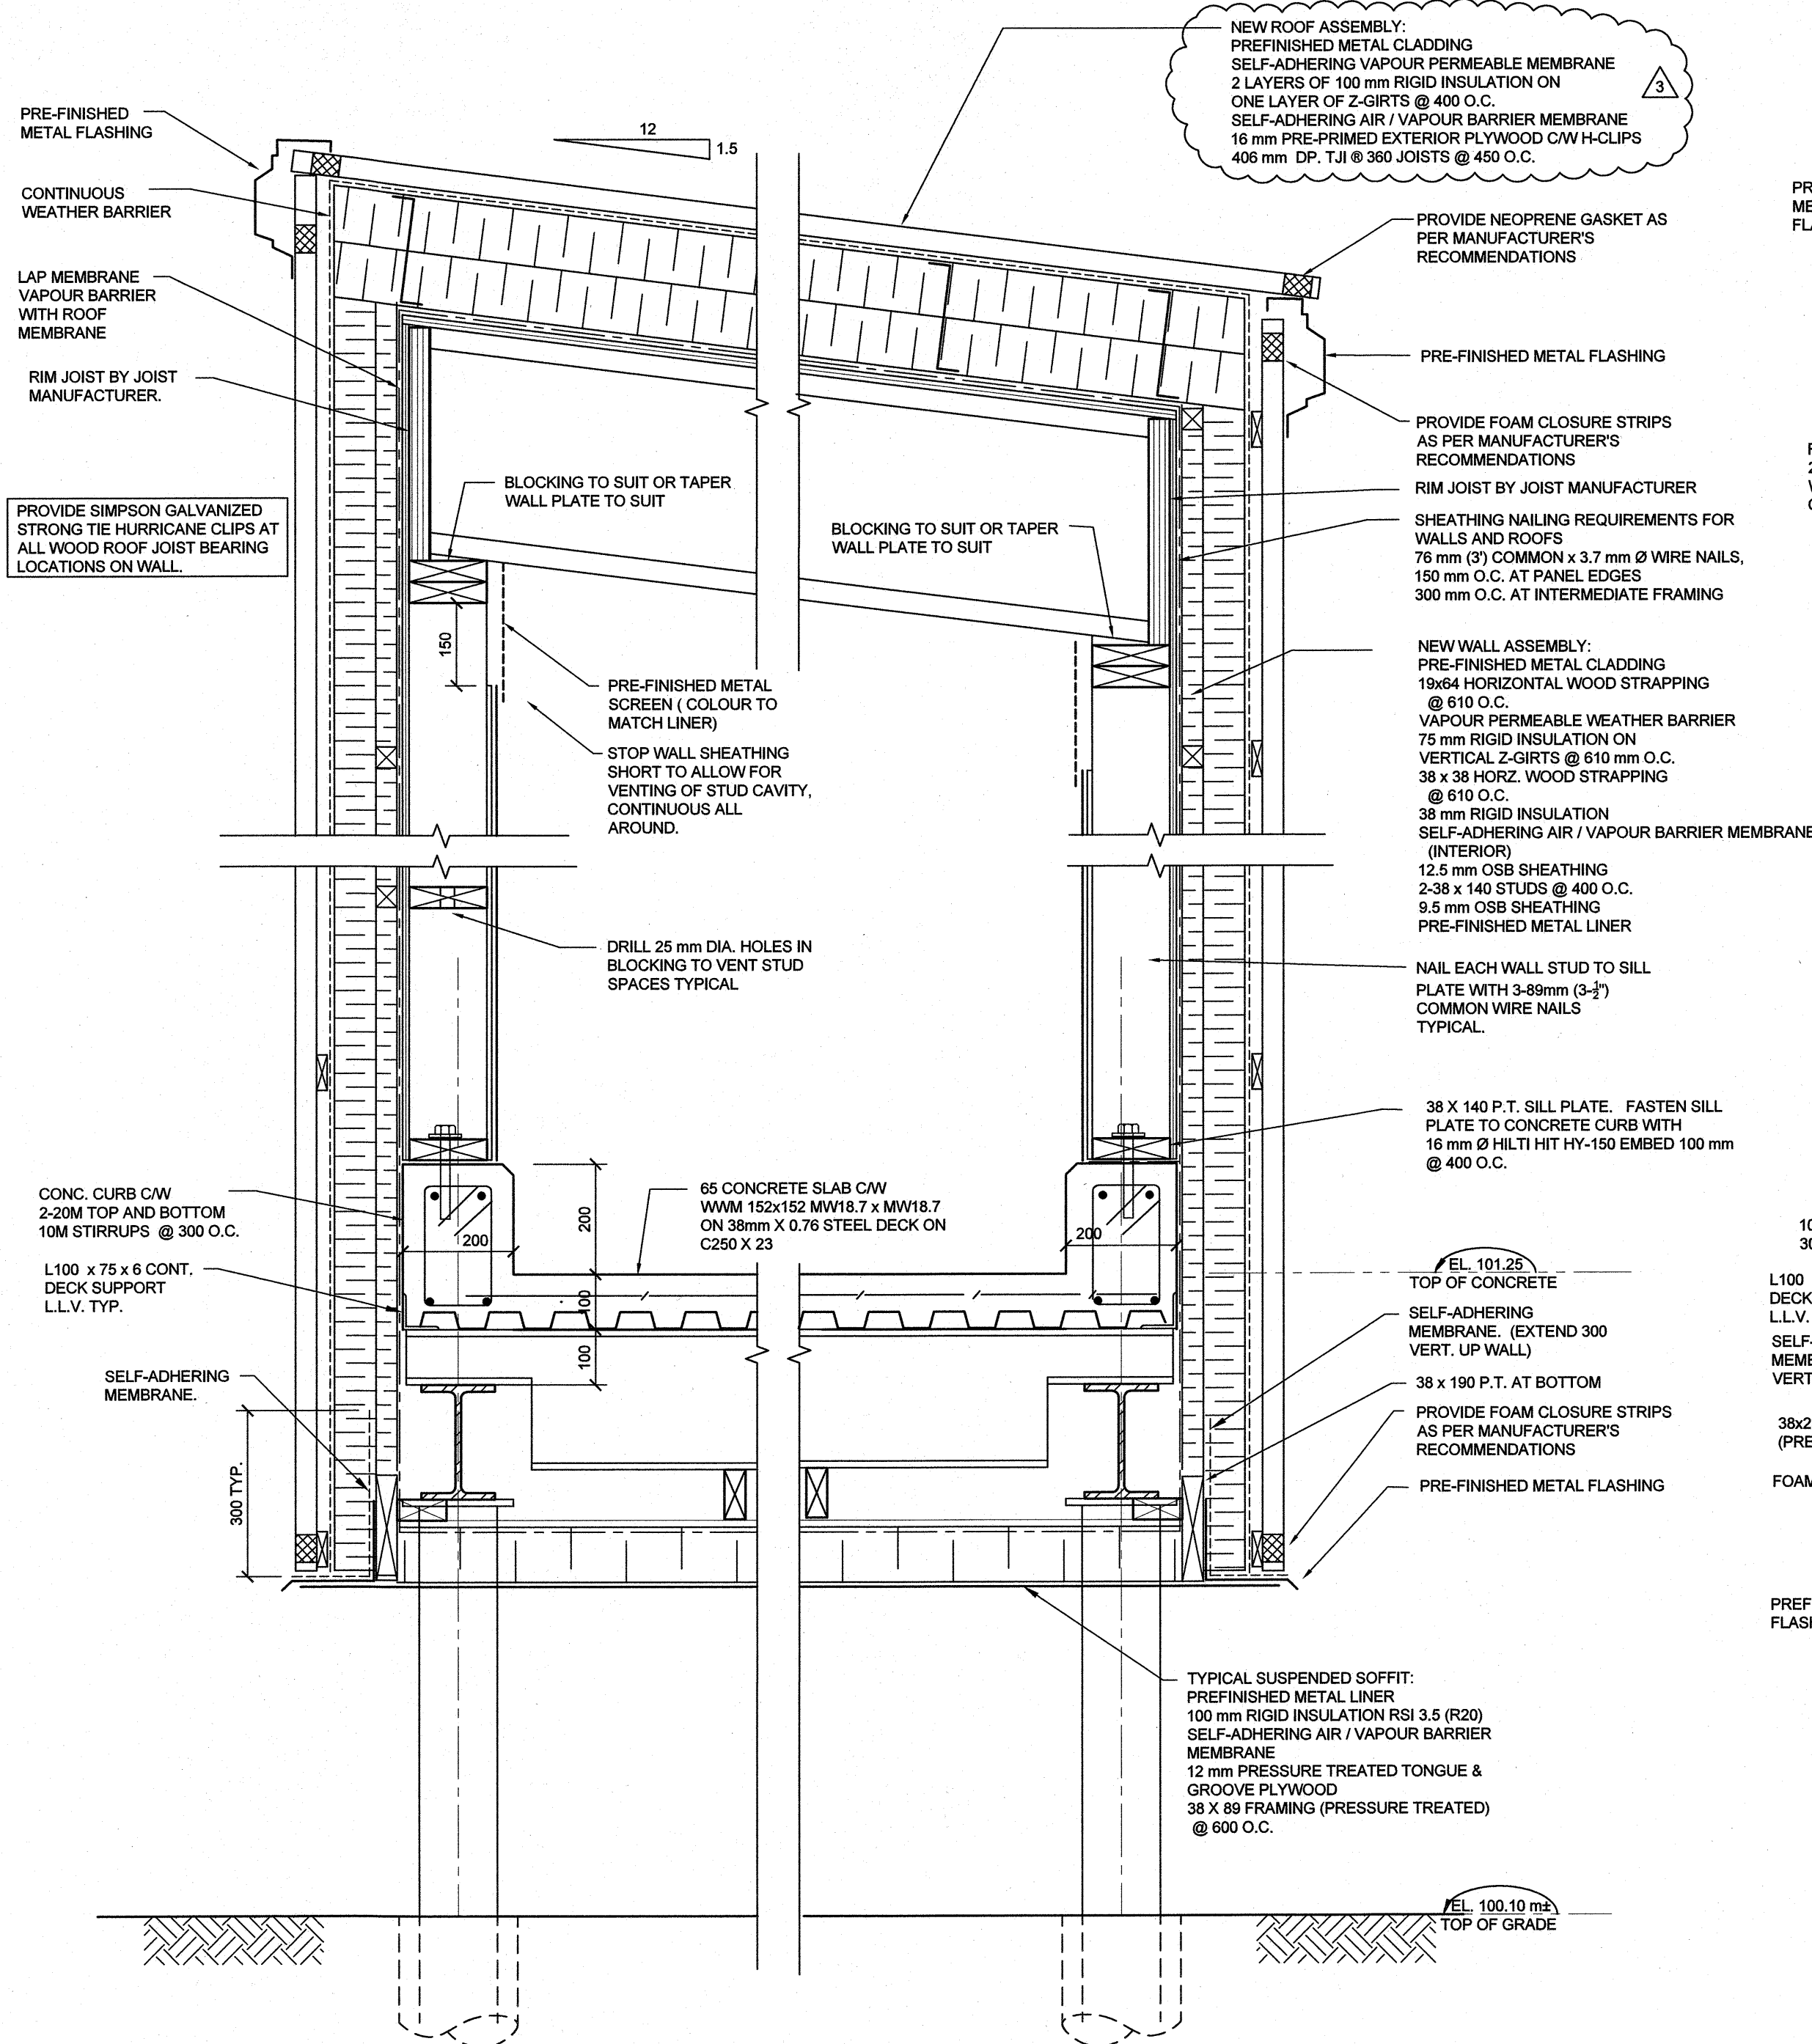 NEW ROOF ASSEMBLY:
PREFINISHED METAL CLADDING
SELF-ADHERING VAPOUR PERMEABLE MEMBRANE
2 LAYERS OF 100 mm RIGID INSULATION ON
ONE LAYER OF Z-GIRTS @ 400 O.C.
SELF-ADHERING AIR / VAPOUR BARRIER MEMBRANE
16 mm PRE-PRIMED EXTERIOR PLYWOOD C/W H-CLIPS
406 mm DP. TJI ® 360 JOISTS @ 450 O.C.
3
PRE-FINISHED
METAL FLASHING
12
1.5
CONTINUOUS
WEATHER BARRIER
LAP MEMBRANE
VAPOUR BARRIER
WITH ROOF
MEMBRANE
RIM JOIST BY JOIST
MANUFACTURER.
PROVIDE SIMPSON GALVANIZED
STRONG TIE HURRICANE CLIPS AT
ALL WOOD ROOF JOIST BEARING
LOCATIONS ON WALL.
BLOCKING TO SUIT OR TAPER
WALL PLATE TO SUIT
BLOCKING TO SUIT OR TAPER
WALL PLATE TO SUIT
150
PRE-FINISHED METAL
SCREEN ( COLOUR TO
MATCH LINER)
STOP WALL SHEATHING
SHORT TO ALLOW FOR
VENTING OF STUD CAVITY,
CONTINUOUS ALL
AROUND.
DRILL 25 mm DIA. HOLES IN
BLOCKING TO VENT STUD
SPACES TYPICAL
PROVIDE NEOPRENE GASKET AS
PER MANUFACTURER'S
RECOMMENDATIONS
PRE-FINISHED METAL FLASHING
PROVIDE FOAM CLOSURE STRIPS
AS PER MANUFACTURER'S
RECOMMENDATIONS
RIM JOIST BY JOIST MANUFACTURER
SHEATHING NAILING REQUIREMENTS FOR
WALLS AND ROOFS
76 mm (3') COMMON x 3.7 mm Ø WIRE NAILS,
150 mm O.C. AT PANEL EDGES
300 mm O.C. AT INTERMEDIATE FRAMING
NEW WALL ASSEMBLY:
PRE-FINISHED METAL CLADDING
19x64 HORIZONTAL WOOD STRAPPING
@ 610 O.C.
VAPOUR PERMEABLE WEATHER BARRIER
75 mm RIGID INSULATION ON
VERTICAL Z-GIRTS @ 610 mm O.C.
38 x 38 HORZ. WOOD STRAPPING
@ 610 O.C.
38 mm RIGID INSULATION
SELF-ADHERING AIR / VAPOUR BARRIER MEMBRANE
(INTERIOR)
12.5 mm OSB SHEATHING
2-38 x 140 STUDS @ 400 O.C.
9.5 mm OSB SHEATHING
PRE-FINISHED METAL LINER
NAIL EACH WALL STUD TO SILL
PLATE WITH 3-89mm (3-½")
COMMON WIRE NAILS
TYPICAL.
38 X 140 P.T. SILL PLATE. FASTEN SILL
PLATE TO CONCRETE CURB WITH
16 mm Ø HILTI HIT HY-150 EMBED 100 mm
@ 400 O.C.
CONC. CURB C/W
2-20M TOP AND BOTTOM
10M STIRRUPS @ 300 O.C.
L100 x 75 x 6 CONT.
DECK SUPPORT
L.L.V. TYP.
SELF-ADHERING
MEMBRANE.
300 TYP.
200
200
100
100
65 CONCRETE SLAB C/W
WWM 152x152 MW18.7 x MW18.7
ON 38mm X 0.76 STEEL DECK ON
C250 X 23
200
EL. 101.25
TOP OF CONCRETE
SELF-ADHERING
MEMBRANE. (EXTEND 300
VERT. UP WALL)
38 x 190 P.T. AT BOTTOM
PROVIDE FOAM CLOSURE STRIPS
AS PER MANUFACTURER'S
RECOMMENDATIONS
PRE-FINISHED METAL FLASHING
TYPICAL SUSPENDED SOFFIT:
PREFINISHED METAL LINER
100 mm RIGID INSULATION RSI 3.5 (R20)
SELF-ADHERING AIR / VAPOUR BARRIER
MEMBRANE
12 mm PRESSURE TREATED TONGUE &
GROOVE PLYWOOD
38 X 89 FRAMING (PRESSURE TREATED)
@ 600 O.C.
EL. 100.10 m±
TOP OF GRADE
L100
DECK
L.L.V.